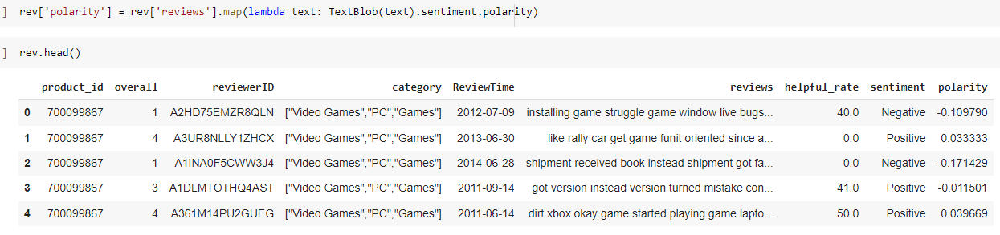 ] rev['polarity'] = rev['reviews'].map(lambda text: TextBlob(text).sentiment.polarity)
] rev.head()
product_id overall reviewerID category ReviewTime reviews helpful_rate sentiment polarity
0 700099867 1 A2HD75EMZR8QLN ["Video Games","PC","Games"] 2012-07-09 installing game struggle game window live bugs... 40.0 Negative -0.109790
1 700099867 4 A3UR8NLLY1ZHCX ["Video Games","PC","Games"] 2013-06-30 like rally car get game funit oriented since a... 0.0 Positive 0.033333
2 700099867 1 A1INA0F5CWW3J4 ["Video Games","PC","Games"] 2014-06-28 shipment received book instead shipment got fa... 0.0 Negative -0.171429
3 700099867 3 A1DLMTOTHQ4AST ["Video Games","PC","Games"] 2011-09-14 got version instead version turned mistake con... 41.0 Positive -0.011501
4 700099867 4 A361M14PU2GUEG ["Video Games","PC","Games"] 2011-06-14 dirt xbox okay game started playing game lapto... 50.0 Positive 0.039669